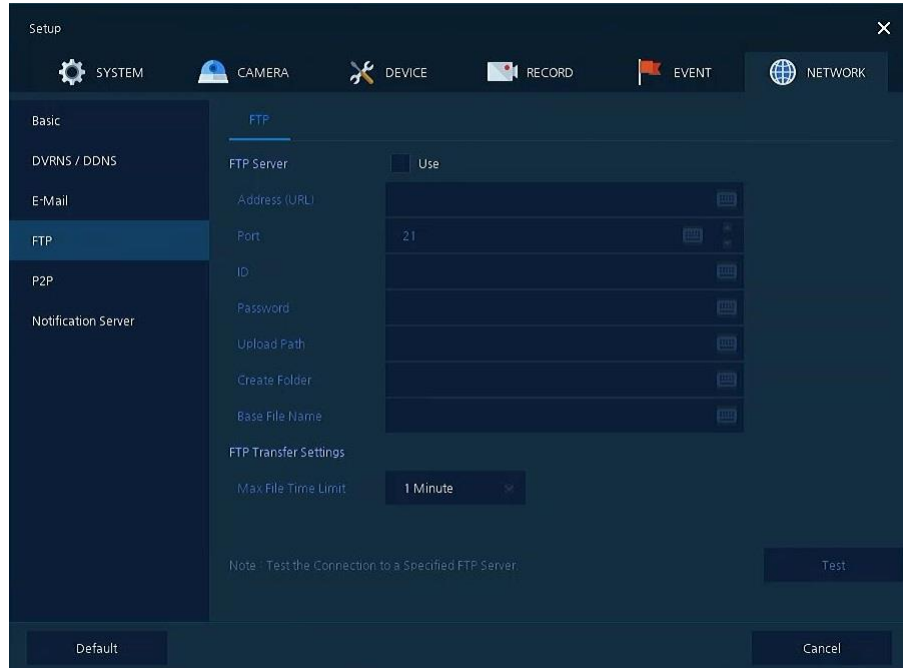 Setup
SYSTEM CAMERA DEVICE RECORD EVENT NETWORK
Basic
DVRNS / DDNS
E-Mail
FTP
P2P
Notification Server
FTP
FTP Server Use
Address (URL)
Port 21
ID
Password
Upload Path
Create Folder
Base File Name
FTP Transfer Settings
Max File Time Limit 1 Minute
Note : Test the Connection to a Specified FTP Server. Test
Default Cancel